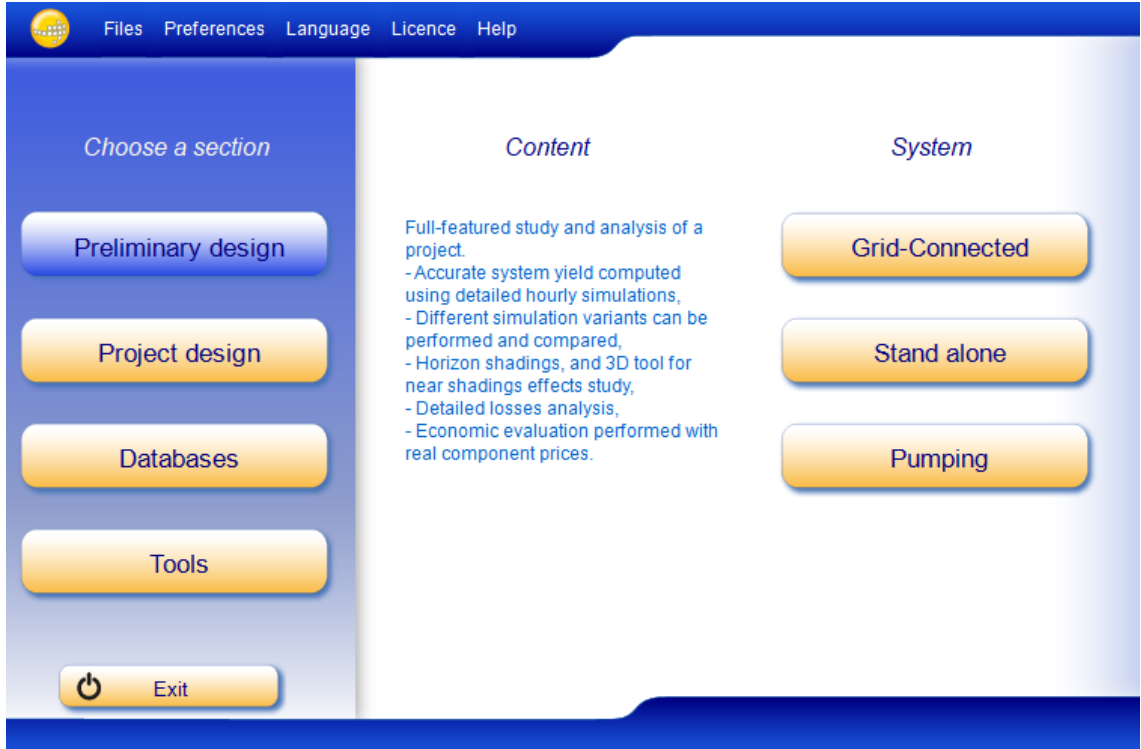 Files Preferences Language Licence Help
Choose a section
Preliminary design
Project design
Databases
Tools
Exit
Content
Full-featured study and analysis of a
project.
- Accurate system yield computed
using detailed hourly simulations,
- Different simulation variants can be
performed and compared,
- Horizon shadings, and 3D tool for
near shadings effects study,
- Detailed losses analysis,
- Economic evaluation performed with
real component prices.
System
Grid-Connected
Stand alone
Pumping